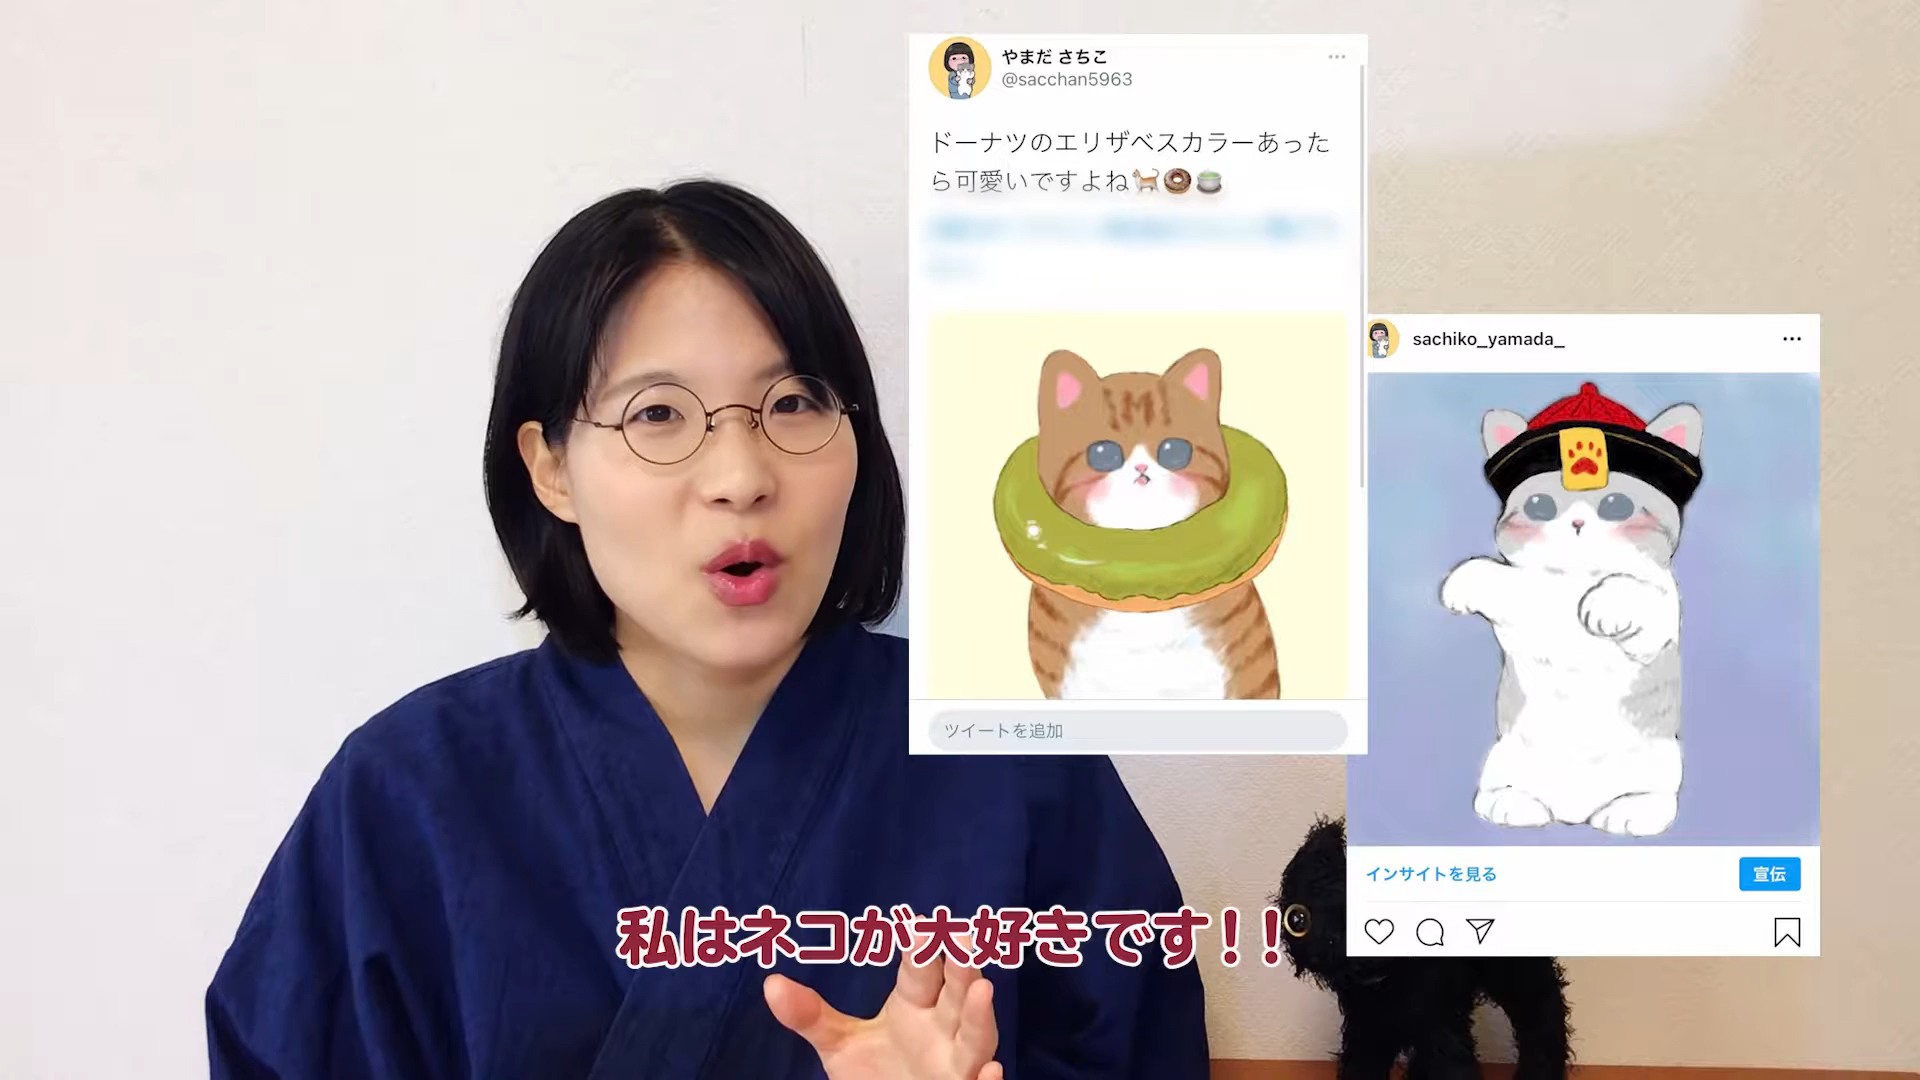 やまだ さちこ
@sacchan5963
ドーナツのエリザベスカラーあった
ら可愛いですよね🐈🍩🍵
ツイートを追加
sachiko_yamada_
インサイトを見る
宣伝
私はネコが大好きです!!